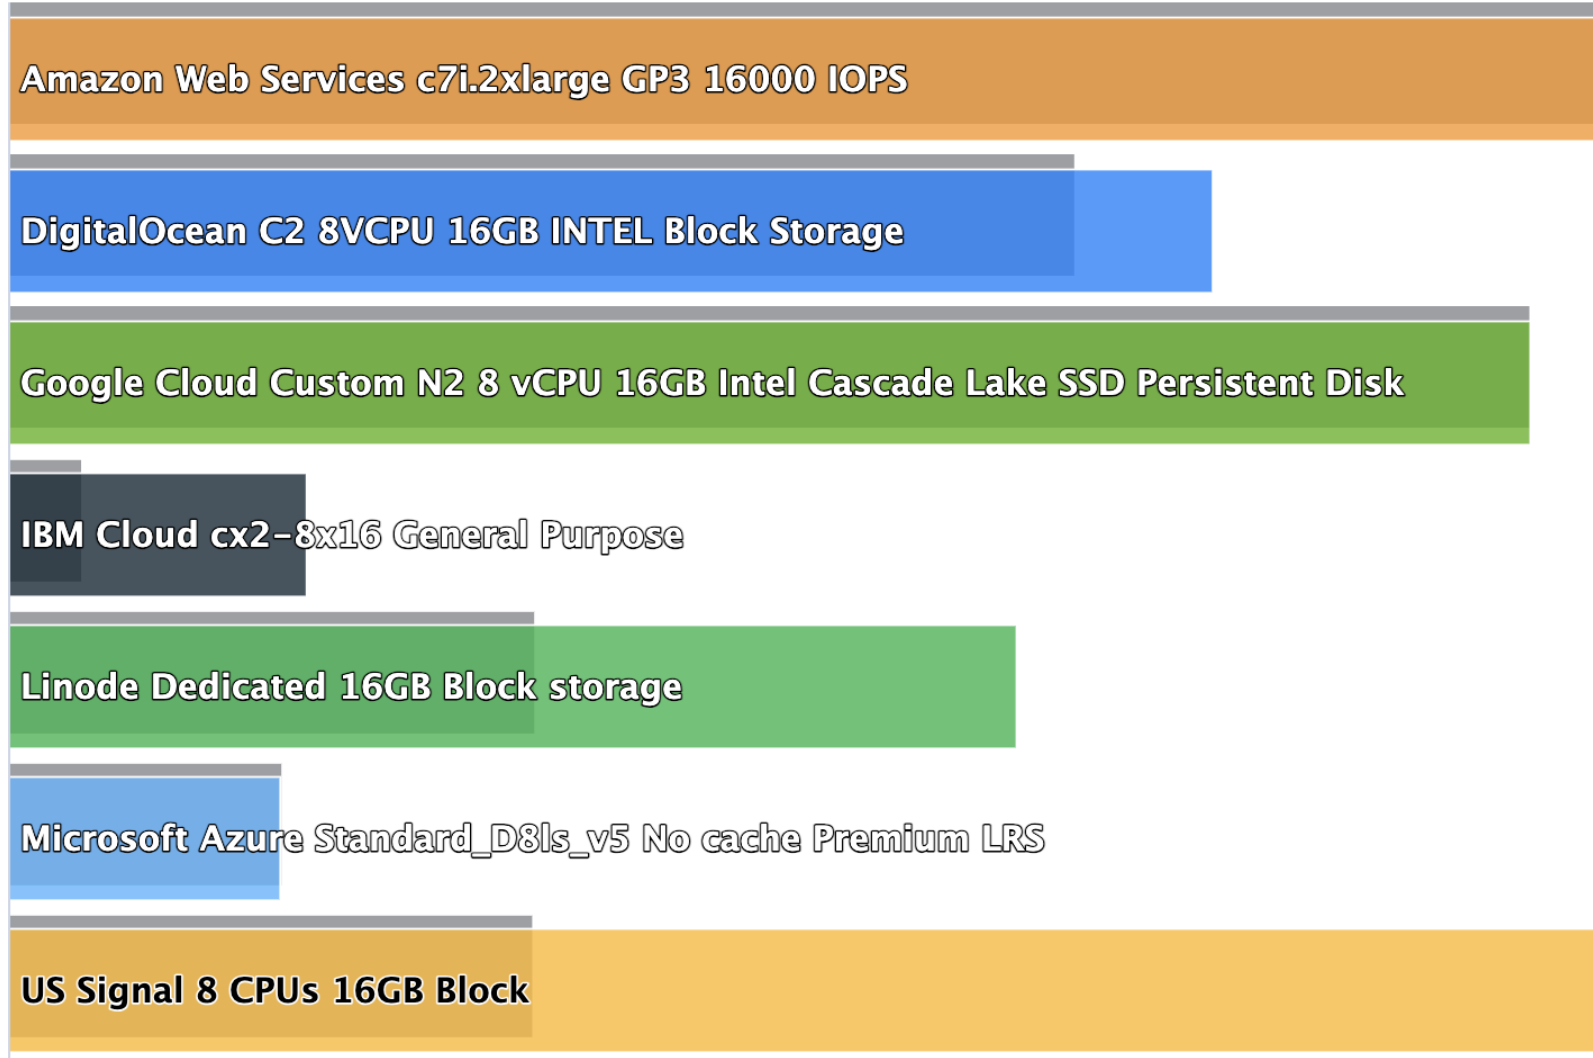 Amazon Web Services c7i.2xlarge GP3 16000 IOPS
DigitalOcean C2 8VCPU 16GB INTEL Block Storage
Google Cloud Custom N2 8 vCPU 16GB Intel Cascade Lake SSD Persistent Disk
IBM Cloud cx2-8x16 General Purpose
Linode Dedicated 16GB Block storage
Microsoft Azure Standard_D8ls_v5 No cache Premium LRS
US Signal 8 CPUs 16GB Block